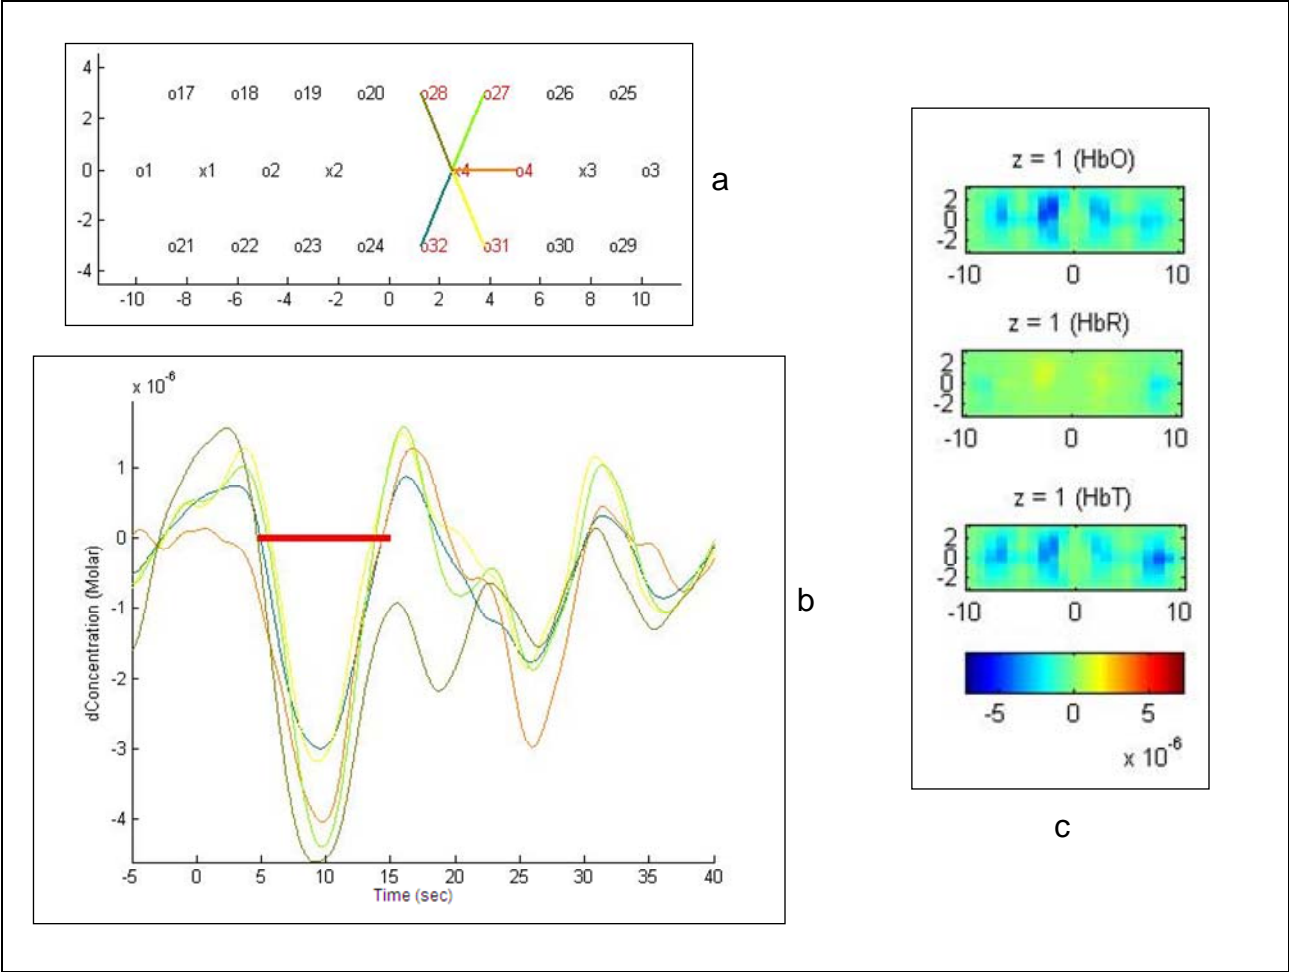 4
o17 o18 o19 o20 o28 o27 o26 o25
2
0 o1 x1 o2 x2 x4 o4 x3 o3
-2
o21 o22 o23 o24 o32 o31 o30 o29
-4
-10 -8 -6 -4 -2 0 2 4 6 8 10
a
x 10-6
1
0
-1
-2
-3
-4
dConcentration (Molar)
-5 0 5 10 15 20 25 30 35 40
Time (sec)
b
z = 1 (HbO)
2
0
-2
-10 0 10
z = 1 (HbR)
2
0
-2
-10 0 10
z = 1 (HbT)
2
0
-2
-10 0 10
-5 0 5
x 10-6
c